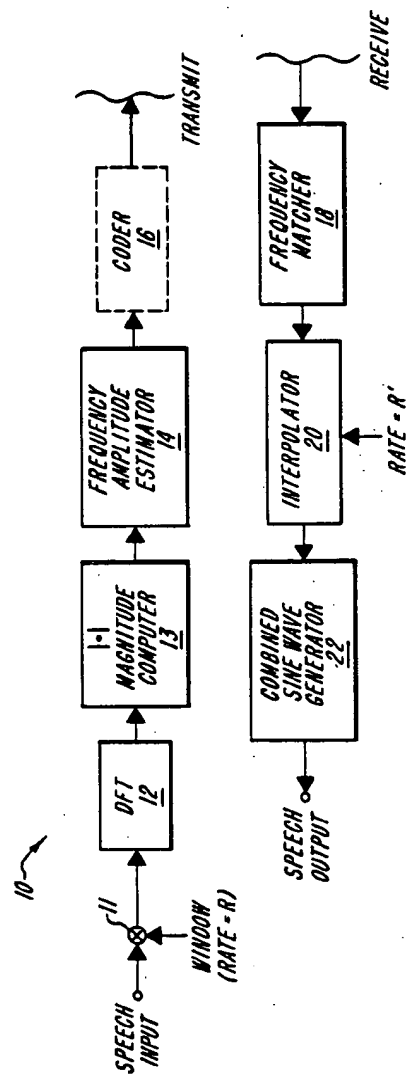 10
SPEECH
INPUT
11
WINDOW
(RATE = R)
DFT
12
|•|
MAGNITUDE
COMPUTER
13
FREQUENCY
AMPLITUDE
ESTIMATOR
14
CODER
16
TRANSMIT
SPEECH
OUTPUT
COMBINED
SINE WAVE
GENERATOR
22
INTERPOLATOR
20
RATE = R'
FREQUENCY
MATCHER
18
RECEIVE